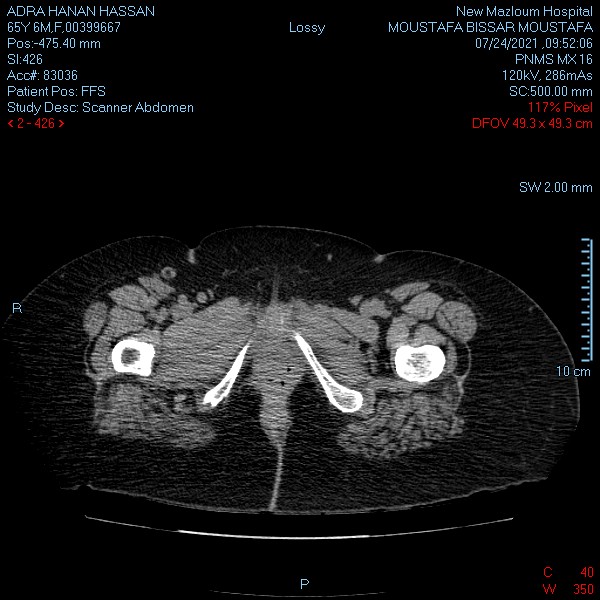 ADRA HANAN HASSAN
65Y 6M,F,00399667
Pos:-475.40 mm
SI:426
Acc#: 83036
Patient Pos: FFS
Study Desc: Scanner Abdomen
< 2 - 426 >
Lossy
New Mazloum Hospital
MOUSTAFA BISSAR MOUSTAFA
07/24/2021 ,09:52:06
PNMS MX 16
120kV, 286mAs
SC:500.00 mm
117% Pixel
DFOV 49.3 x 49.3 cm
SW 2.00 mm
R
10 cm
P
C 40
W 350